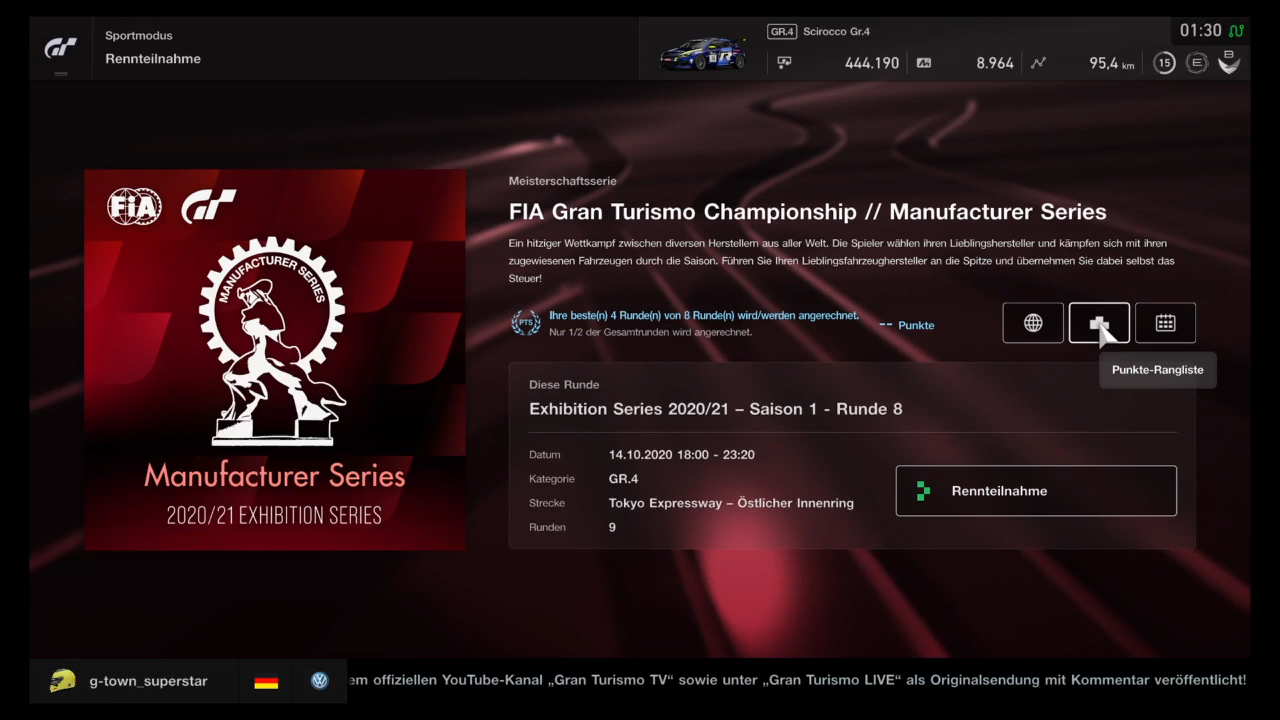 Sportmodus
Rennteilnahme
GR.4 Scirocco Gr.4
01:30
444.190
8.964
95,4 km
15
E
B
FiA
MANUFACTURER SERIES
Manufacturer Series
2020/21 EXHIBITION SERIES
Meisterschaftsserie
FIA Gran Turismo Championship // Manufacturer Series
Ein hitziger Wettkampf zwischen diversen Herstellern aus aller Welt. Die Spieler wählen ihren Lieblingshersteller und kämpfen sich mit ihren
zugewiesenen Fahrzeugen durch die Saison. Führen Sie Ihren Lieblingsfahrzeughersteller an die Spitze und übernehmen Sie dabei selbst das
Steuer!
PTS
Ihre beste(n) 4 Runde(n) von 8 Runde(n) wird/werden angerechnet.
Nur 1/2 der Gesamtrunden wird angerechnet.
-- Punkte
Punkte-Rangliste
Diese Runde
Exhibition Series 2020/21 – Saison 1 - Runde 8
Datum 14.10.2020 18:00 - 23:20
Kategorie GR.4
Strecke Tokyo Expressway – Östlicher Innenring
Runden 9
Rennteilnahme
g-town_superstar
em offiziellen YouTube-Kanal „Gran Turismo TV“ sowie unter „Gran Turismo LIVE“ als Originalsendung mit Kommentar veröffentlicht!